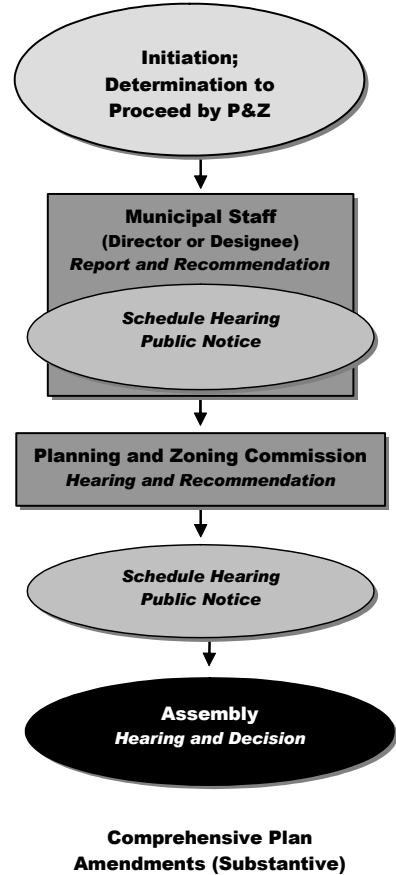 Initiation;
Determination to
Proceed by P&Z
Municipal Staff
(Director or Designee)
Report and Recommendation
Schedule Hearing
Public Notice
Planning and Zoning Commission
Hearing and Recommendation
Schedule Hearing
Public Notice
Assembly
Hearing and Decision
Comprehensive Plan
Amendments (Substantive)